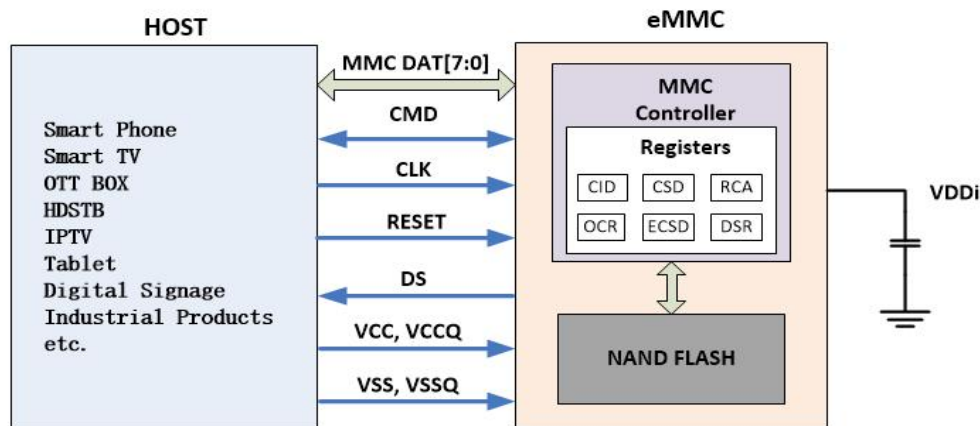 HOST
eMMC
MMC DAT[7:0]
CMD
CLK
RESET
DS
VCC, VCCQ
VSS, VSSQ
Smart Phone
Smart TV
OTT BOX
HDSTB
IPTV
Tablet
Digital Signage
Industrial Products
etc.
MMC
Controller
Registers
CID CSD RCA
OCR ECSD DSR
NAND FLASH
VDDi